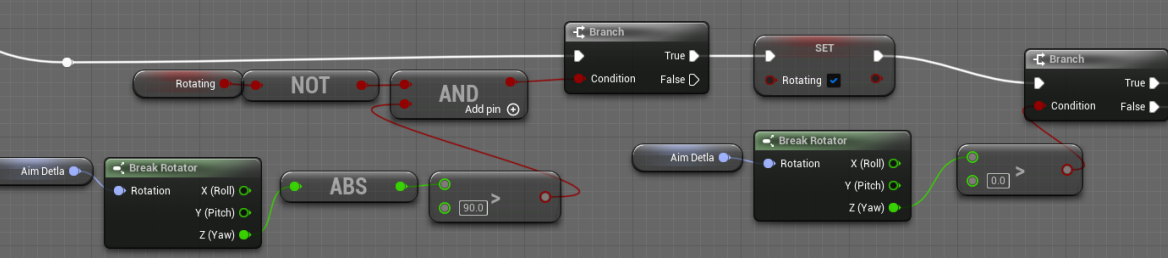 Branch
True
Condition
False
Rotating
NOT
AND
Add pin
SET
Rotating
Branch
True
Condition
False
Aim Detla
Break Rotator
Rotation
X (Roll)
Y (Pitch)
Z (Yaw)
ABS
>
90.0
Aim Detla
Break Rotator
Rotation
X (Roll)
Y (Pitch)
Z (Yaw)
>
0.0